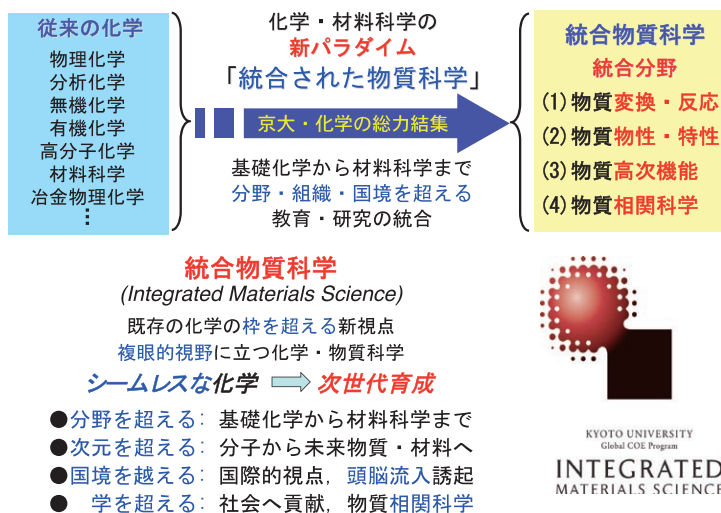 従来の化学
物理化学
分析化学
無機化学
有機化学
高分子化学
材料科学
冶金物理化学
⋮
化学・材料科学の
新パラダイム
「統合された物質科学」
京大・化学の総力結集
基礎化学から材料科学まで
分野・組織・国境を超える
教育・研究の統合
統合物質科学
統合分野
(1) 物質変換・反応
(2) 物質物性・特性
(3) 物質高次機能
(4) 物質相関科学
統合物質科学
(Integrated Materials Science)
既存の化学の枠を超える新視点
複眼的視野に立つ化学・物質科学
シームレスな化学 ⇒ 次世代育成
●分野を超える: 基礎化学から材料科学まで
●次元を超える: 分子から未来物質・材料へ
●国境を越える: 国際的視点, 頭脳流入誘起
● 学を超える: 社会へ貢献, 物質相関科学
KYOTO UNIVERSITY
Global COE Program
INTEGRATED
MATERIALS SCIENCE